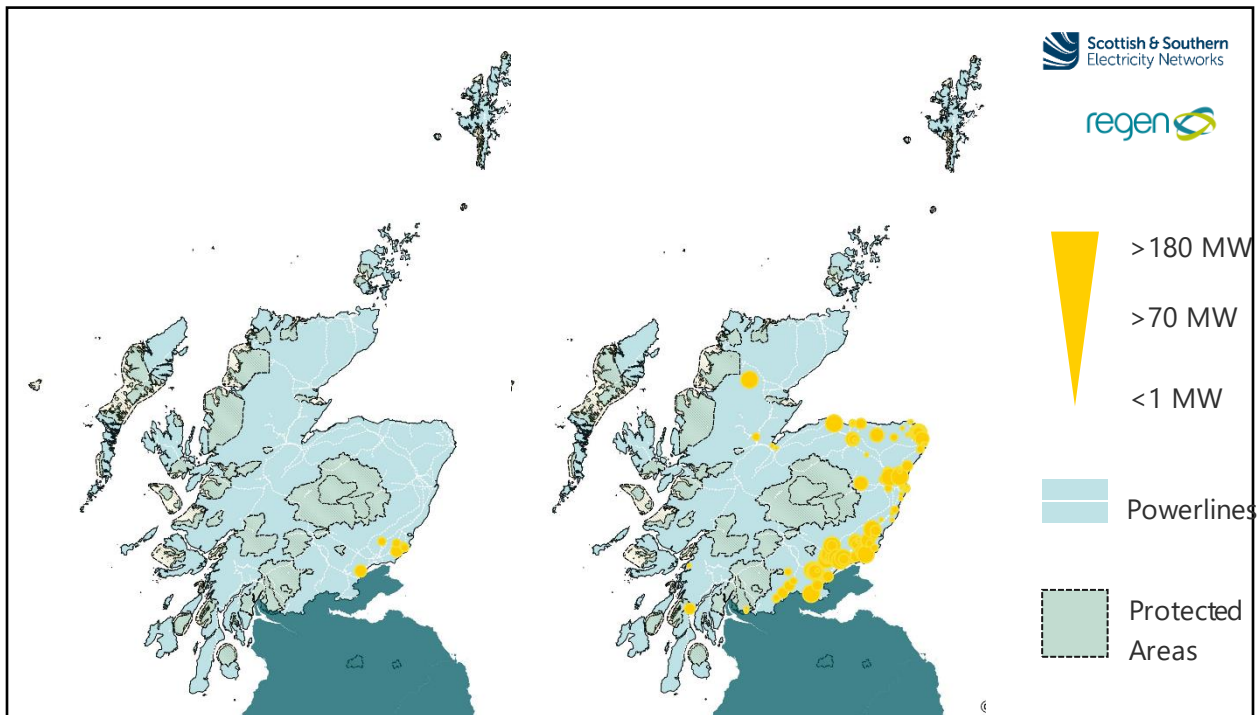 Scottish & Southern
Electricity Networks
regen
>180 MW
>70 MW
<1 MW
Powerlines
Protected
Areas
©